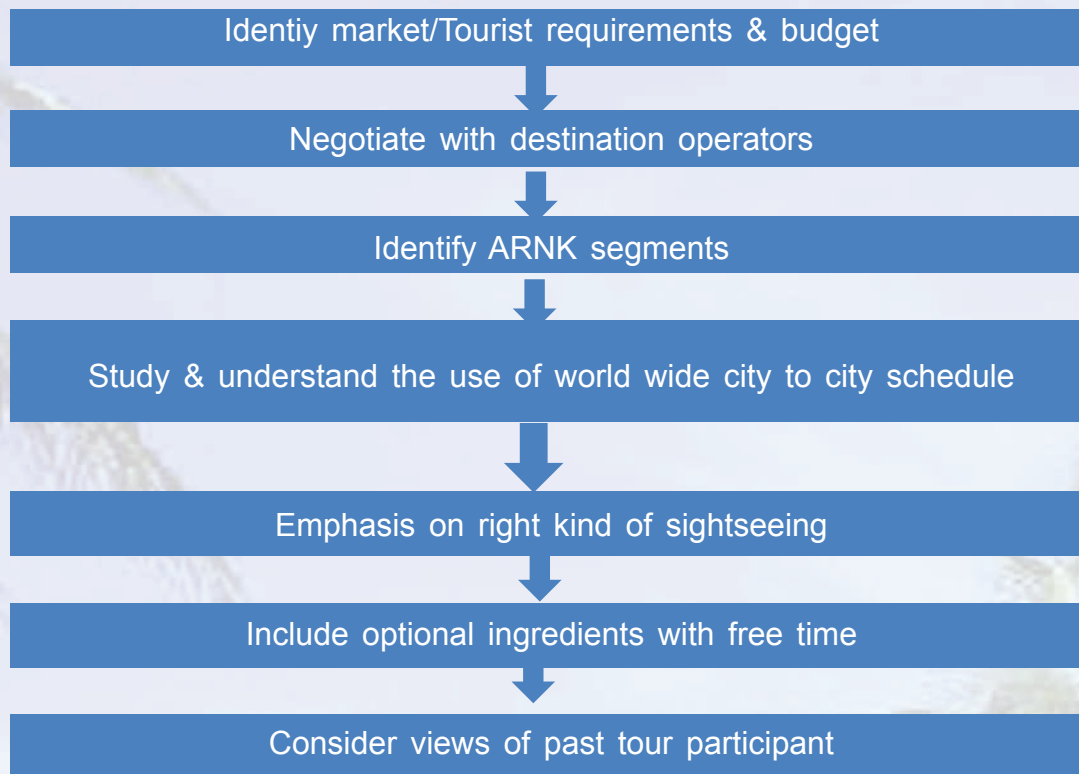 Identiy market/Tourist requirements & budget
Negotiate with destination operators
Identify ARNK segments
Study & understand the use of world wide city to city schedule
Emphasis on right kind of sightseeing
Include optional ingredients with free time
Consider views of past tour participant